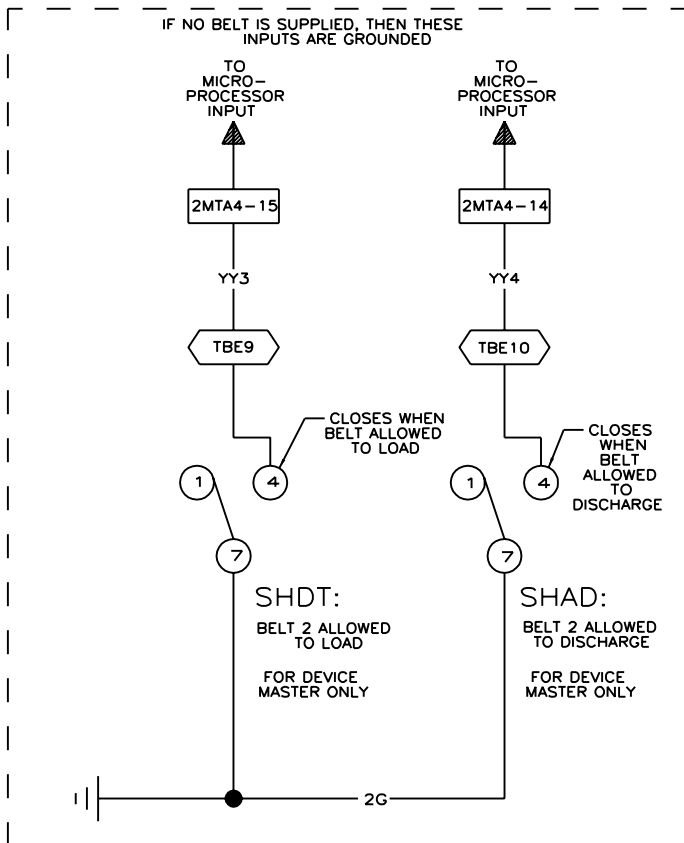 IF NO BELT IS SUPPLIED, THEN THESE
INPUTS ARE GROUNDED
TO
MICRO-
PROCESSOR
INPUT
TO
MICRO-
PROCESSOR
INPUT
2MTA4-15
2MTA4-14
YY3
YY4
TBE9
TBE10
CLOSES WHEN
BELT ALLOWED
TO LOAD
CLOSES
WHEN
BELT
ALLOWED
TO
DISCHARGE
1
4
1
4
7
7
SHDT:
BELT 2 ALLOWED
TO LOAD
FOR DEVICE
MASTER ONLY
SHAD:
BELT 2 ALLOWED
TO DISCHARGE
FOR DEVICE
MASTER ONLY
2G